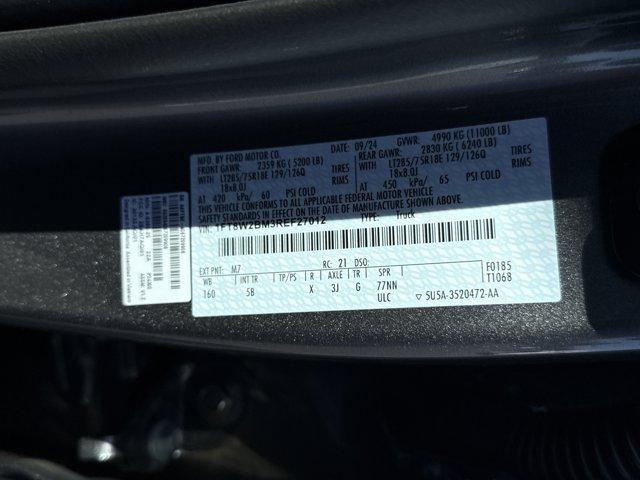 MFD. BY FORD MOTOR CO. DATE: 09/24 GVWR: 4990 KG (11000 LB)
FRONT GAWR: 2359 KG (5200 LB) REAR GAWR: 2830 KG (6240 LB)
WITH LT285/75R18E 129/126Q TIRES WITH LT285/75R18E 129/126Q TIRES
18x8.0J RIMS 18x8.0J RIMS
AT 420 kPa/ 60 PSI COLD AT 450 kPa/ 65 PSI COLD
THIS VEHICLE CONFORMS TO ALL APPLICABLE FEDERAL MOTOR VEHICLE
SAFETY STANDARDS IN EFFECT ON THE DATE OF MANUFACTURE SHOWN ABOVE.
1FT8W2BM3REF27012 TYPE: Truck
EXT PNT: M7 RC: 21 DSO:
WB INT TR TP/PS R AXLE TR SPR F0185
160 5B X 3J G 77NN T1068
ULC ▽ 5U5A-3520472-AA